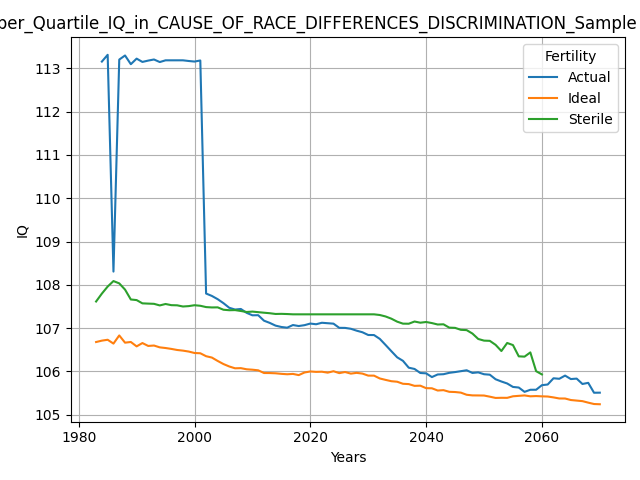 per_Quartile_IQ_in_CAUSE_OF_RACE_DIFFERENCES_DISCRIMINATION_Sample
Fertility
Actual
Ideal
Sterile
113
112
111
110
109
108
107
106
105
IQ
1980
2000
2020
2040
2060
Years